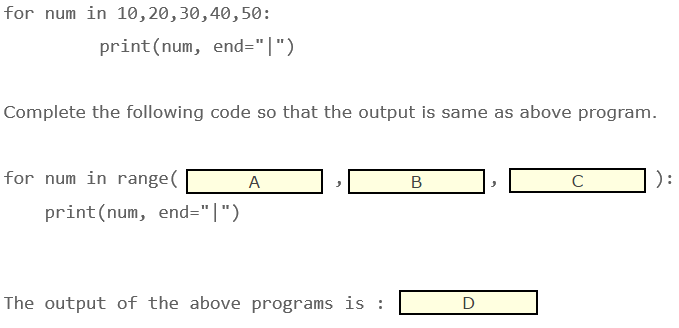 for num in 10,20,30,40,50:
        print(num, end="|")
Complete the following code so that the output is same as above program.
for num in range( A , B , C ):
    print(num, end="|")
The output of the above programs is : D